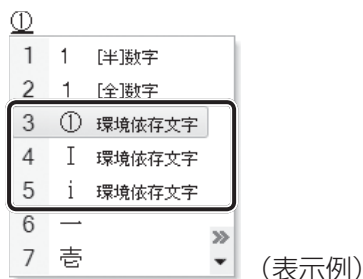 ①
1 1 [半]数字
2 1 [全]数字
3 ① 環境依存文字
4 Ⅰ 環境依存文字
5 ⅰ 環境依存文字
6 一
7 壱
（表示例）